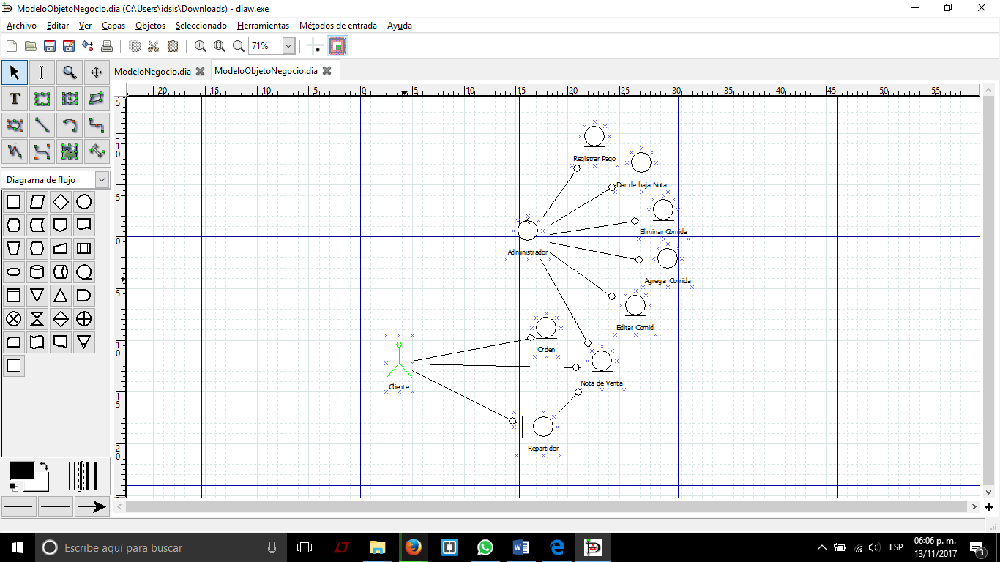 ModeloObjetoNegocio.dia (C:\Users\idsis\Downloads) - diaw.exe
Archivo Editar Ver Capas Objetos Seleccionado Herramientas Métodos de entrada Ayuda
71%
ModeloNegocio.dia ModeloObjetoNegocio.dia
-20 -15 -10 -5 0 5 10 15 20 25 30 35 40 45 50 55
T
Diagrama de flujo
Registrar Pago
Dar de baja Nota
Eliminar Comida
Administrador
Agregar Comida
Editar Comid
Orden
Nota de Venta
Cliente
Repartidor
Escribe aquí para buscar
ESP
06:06 p. m.
13/11/2017
3